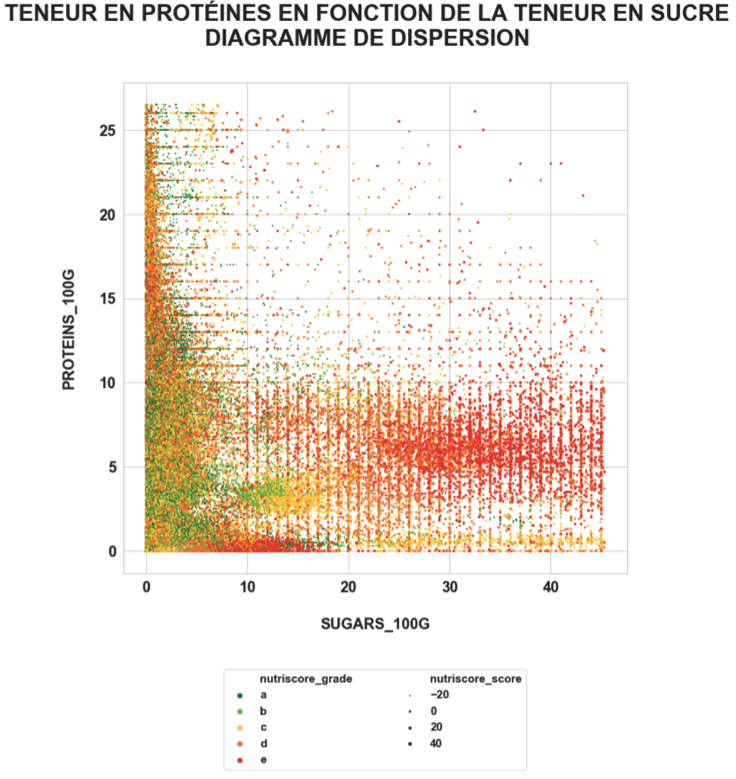 TENEUR EN PROTÉINES EN FONCTION DE LA TENEUR EN SUCRE
DIAGRAMME DE DISPERSION
25
20
15
10
5
0
PROTEINS_100G
0 10 20 30 40
SUGARS_100G
nutriscore_grade nutriscore_score
a −20
b 0
c 20
d 40
e